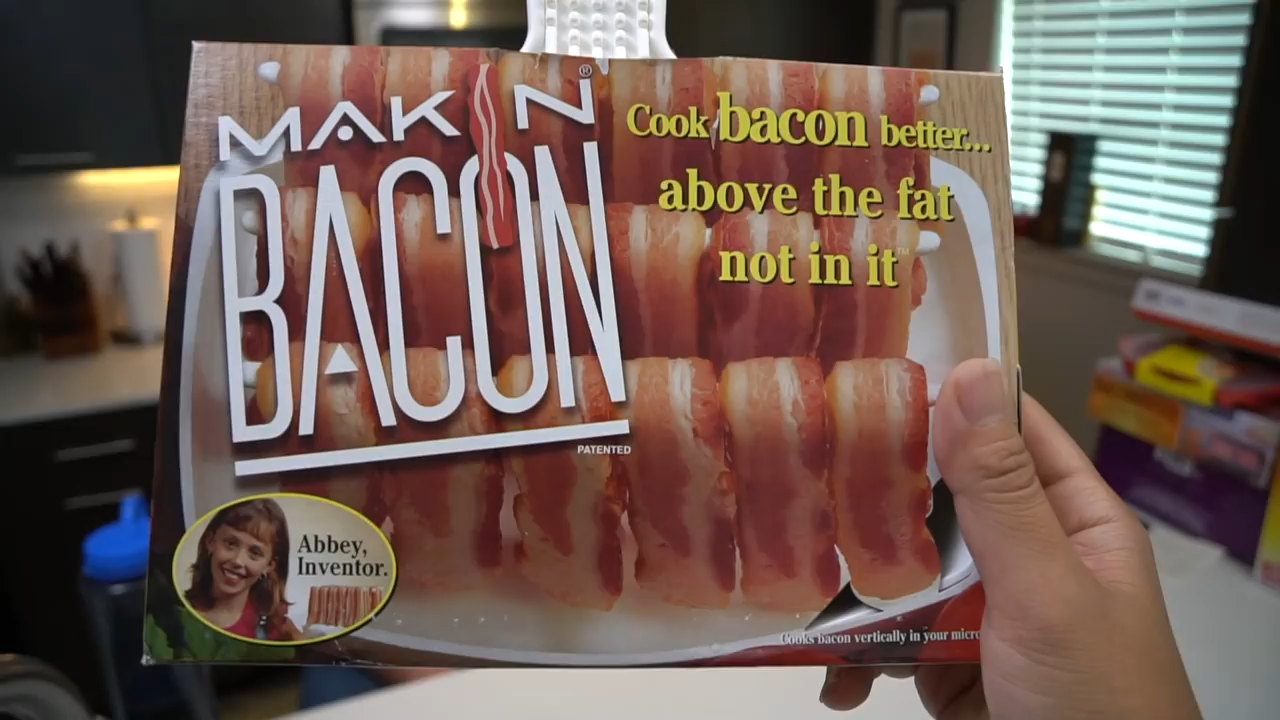 MAKIN®
BACON
PATENTED
Cook bacon better...
above the fat
not in it™
Abbey,
Inventor.
Cooks bacon vertically in your micro